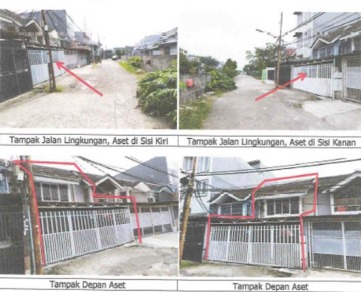 Tampak Jalan Lingkungan, Aset di Sisi Kiri
Tampak Jalan Lingkungan, Aset di Sisi Kanan
Tampak Depan Aset
Tampak Depan Aset